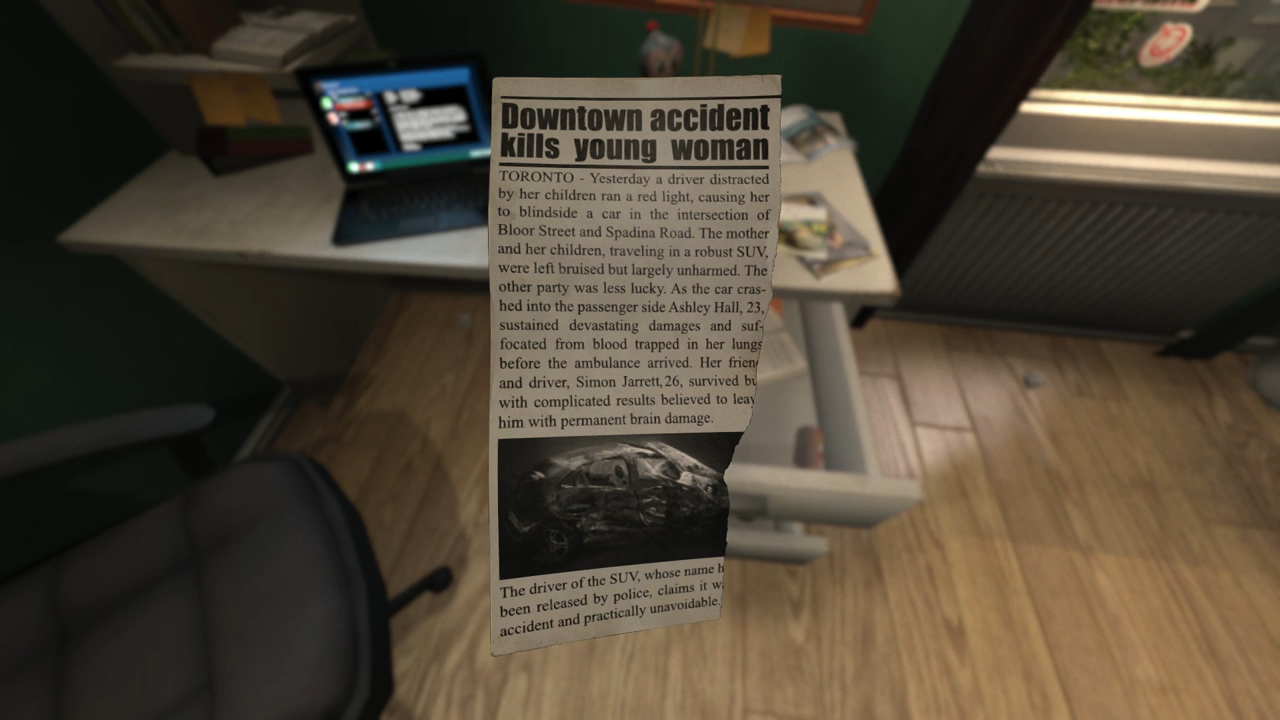 Downtown accident
kills young woman
TORONTO - Yesterday a driver distracted
by her children ran a red light, causing her
to blindside a car in the intersection of
Bloor Street and Spadina Road. The mother
and her children, traveling in a robust SUV,
were left bruised but largely unharmed. The
other party was less lucky. As the car cras-
hed into the passenger side Ashley Hall, 23,
sustained devastating damages and suf-
focated from blood trapped in her lungs
before the ambulance arrived. Her frien
and driver, Simon Jarrett, 26, survived bu
with complicated results believed to leav
him with permanent brain damage.
The driver of the SUV, whose name h
been released by police, claims it w
accident and practically unavoidable.